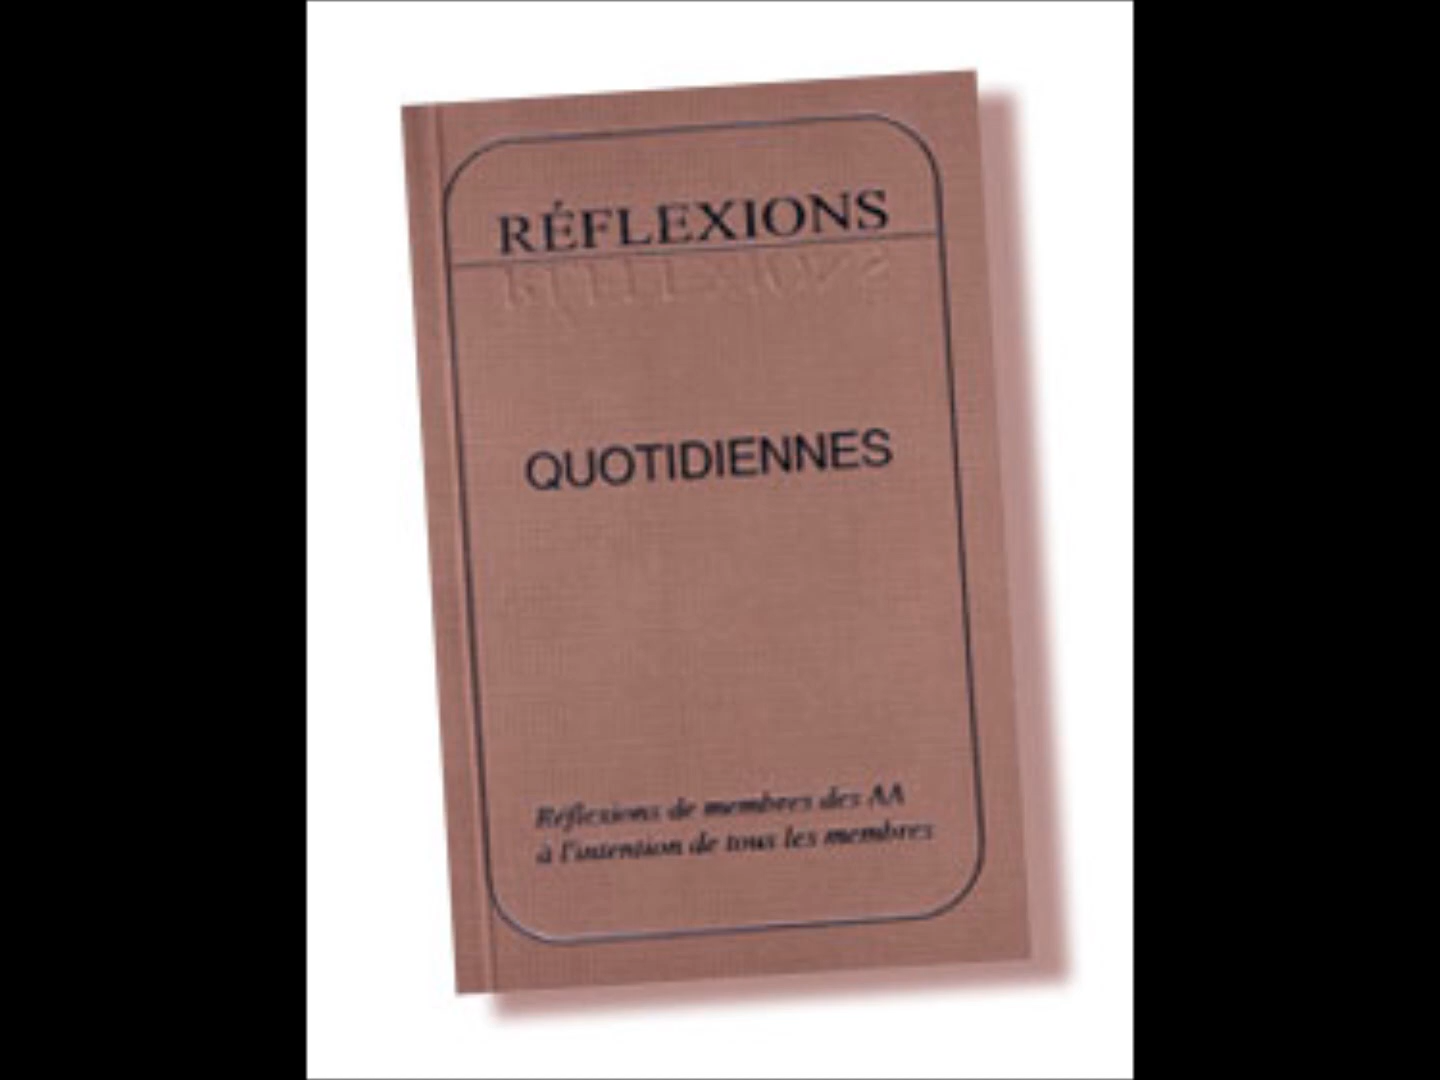 RÉFLEXIONS
QUOTIDIENNES
Réflexions de membres des AA
à l'intention de tous les membres